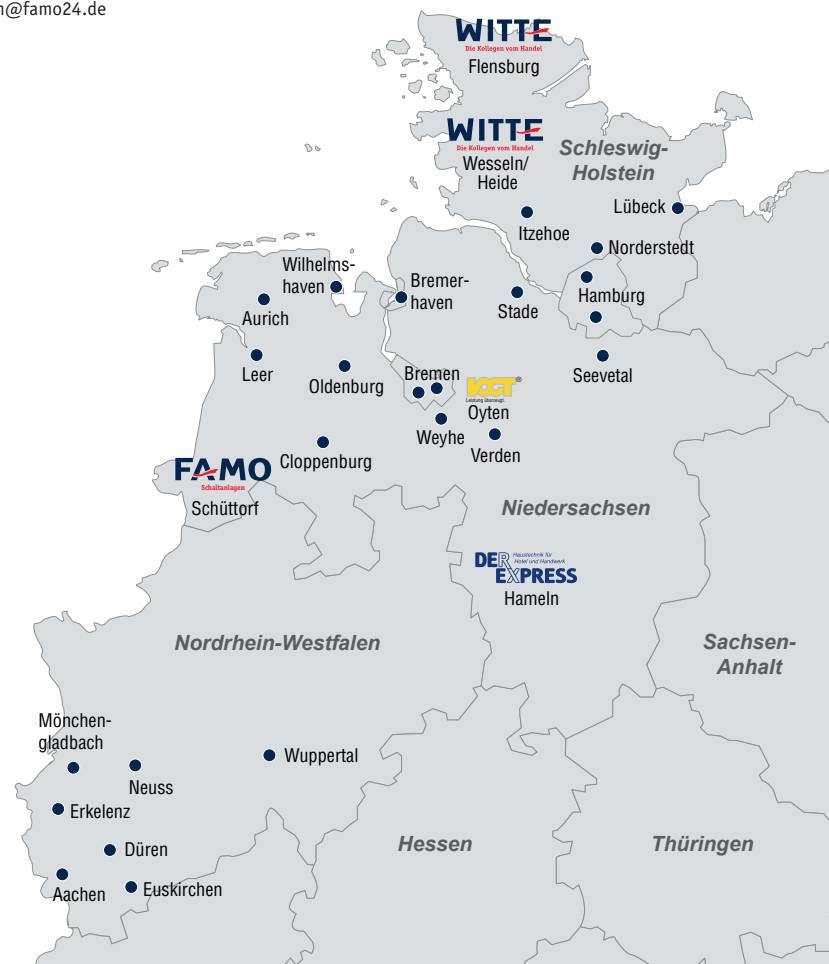 n@famo24.de
WITTE
Die Kollegen vom Handel
Flensburg
WITTE
Die Kollegen vom Handel
Wesseln/
Heide
Schleswig-
Holstein
Lübeck
Itzehoe
Norderstedt
Wilhelms-
haven
Bremer-
haven
Hamburg
Aurich
Stade
Leer
Oldenburg
Bremen
VOGT®
Leistung überzeugt.
Oyten
Seevetal
Weyhe
Verden
Cloppenburg
FAMO
Schaltanlagen
Schüttorf
Niedersachsen
DER EXPRESS
Haustechnik für
Hotel und Handwerk
Hameln
Nordrhein-Westfalen
Sachsen-
Anhalt
Mönchen-
gladbach
Wuppertal
Neuss
Erkelenz
Düren
Hessen
Thüringen
Aachen
Euskirchen